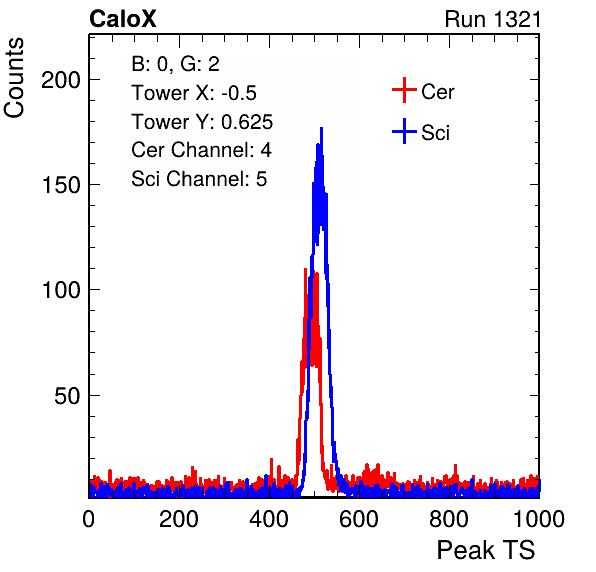 CaloX Run 1321
Counts
B: 0, G: 2
Tower X: -0.5
Tower Y: 0.625
Cer Channel: 4
Sci Channel: 5
Cer
Sci
200
150
100
50
0 200 400 600 800 1000
Peak TS